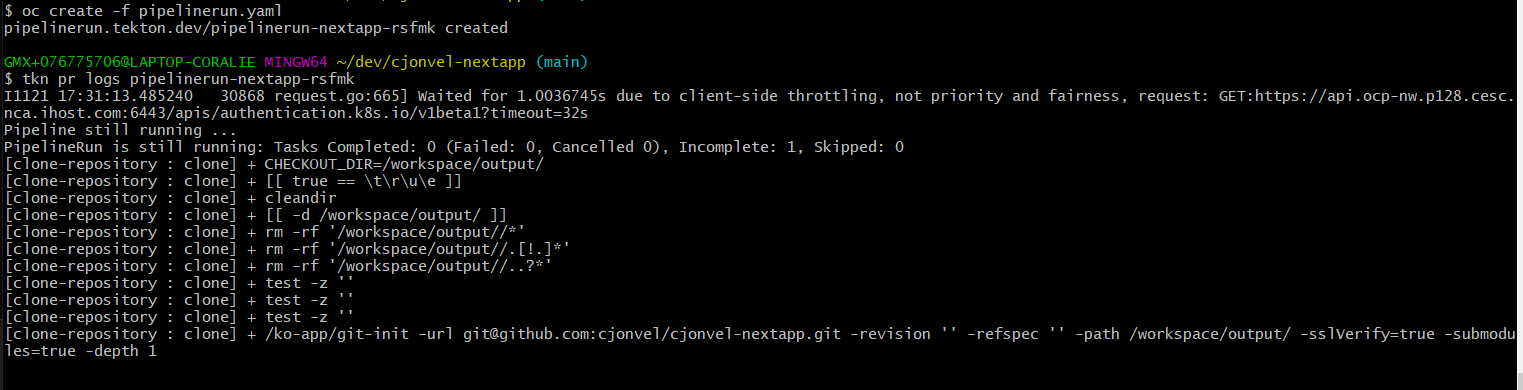 $ oc create -f pipelinerun.yaml
pipelinerun.tekton.dev/pipelinerun-nextapp-rsfmk created
GMX+076775706@LAPTOP-CORALIE MINGW64 ~/dev/cjonvel-nextapp (main)
$ tkn pr logs pipelinerun-nextapp-rsfmk
I1121 17:31:13.485240   30868 request.go:665] Waited for 1.0036745s due to client-side throttling, not priority and fairness, request: GET:https://api.ocp-nw.p128.cesc.
nca.ihost.com:6443/apis/authentication.k8s.io/v1beta1?timeout=32s
Pipeline still running ...
PipelineRun is still running: Tasks Completed: 0 (Failed: 0, Cancelled 0), Incomplete: 1, Skipped: 0
[clone-repository : clone] + CHECKOUT_DIR=/workspace/output/
[clone-repository : clone] + [[ true == \t\r\u\e ]]
[clone-repository : clone] + cleandir
[clone-repository : clone] + [[ -d /workspace/output/ ]]
[clone-repository : clone] + rm -rf '/workspace/output//*'
[clone-repository : clone] + rm -rf '/workspace/output//.[!.]*'
[clone-repository : clone] + rm -rf '/workspace/output//..?*'
[clone-repository : clone] + test -z ''
[clone-repository : clone] + test -z ''
[clone-repository : clone] + test -z ''
[clone-repository : clone] + /ko-app/git-init -url git@github.com:cjonvel/cjonvel-nextapp.git -revision '' -refspec '' -path /workspace/output/ -sslVerify=true -submodu
les=true -depth 1